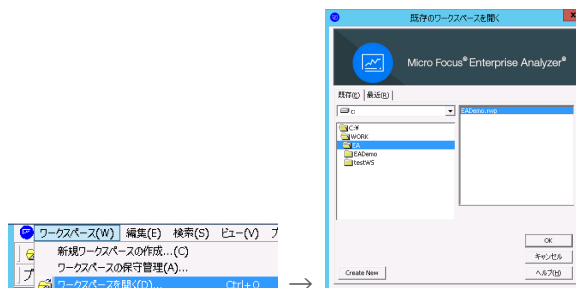 既存のワークスペースを開く
x
Micro Focus® Enterprise Analyzer®
既存(E) 最近(R)
c:
EADemo.rwp
C:¥
WORK
EA
EADemo
testWS
OK
キャンセル
Create New
ヘルプ(H)
ワークスペース(W) 編集(E) 検索(S) ビュー(V)
新規ワークスペースの作成...(C)
ワークスペースの保守管理(A)...
ワークスペースを開く(O)... Ctrl+O
→